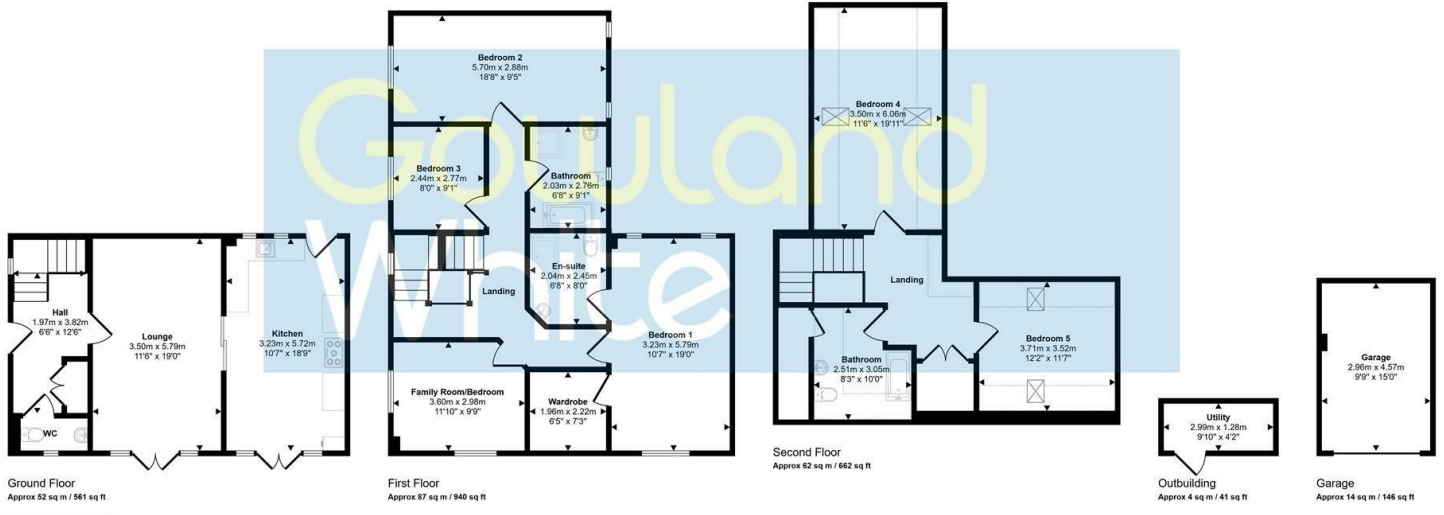 Gowland
White
Hall
1.97m x 3.82m
6'6" x 12'6"
WC
Lounge
3.50m x 5.79m
11'6" x 19'0"
Kitchen
3.23m x 5.72m
10'7" x 18'9"
Ground Floor
Approx 52 sq m / 561 sq ft
Bedroom 2
5.70m x 2.88m
18'8" x 9'5"
Bedroom 3
2.44m x 2.77m
8'0" x 9'1"
Bathroom
2.03m x 2.76m
6'8" x 9'1"
En-suite
2.04m x 2.45m
6'8" x 8'0"
Landing
Bedroom 1
3.23m x 5.79m
10'7" x 19'0"
Family Room/Bedroom
3.60m x 2.98m
11'10" x 9'9"
Wardrobe
1.96m x 2.22m
6'5" x 7'3"
First Floor
Approx 87 sq m / 940 sq ft
Bedroom 4
3.50m x 6.06m
11'6" x 19'11"
Landing
Bathroom
2.51m x 3.05m
8'3" x 10'0"
Bedroom 5
3.71m x 3.52m
12'2" x 11'7"
Second Floor
Approx 62 sq m / 662 sq ft
Utility
2.99m x 1.28m
9'10" x 4'2"
Outbuilding
Approx 4 sq m / 41 sq ft
Garage
2.96m x 4.57m
9'9" x 15'0"
Garage
Approx 14 sq m / 146 sq ft